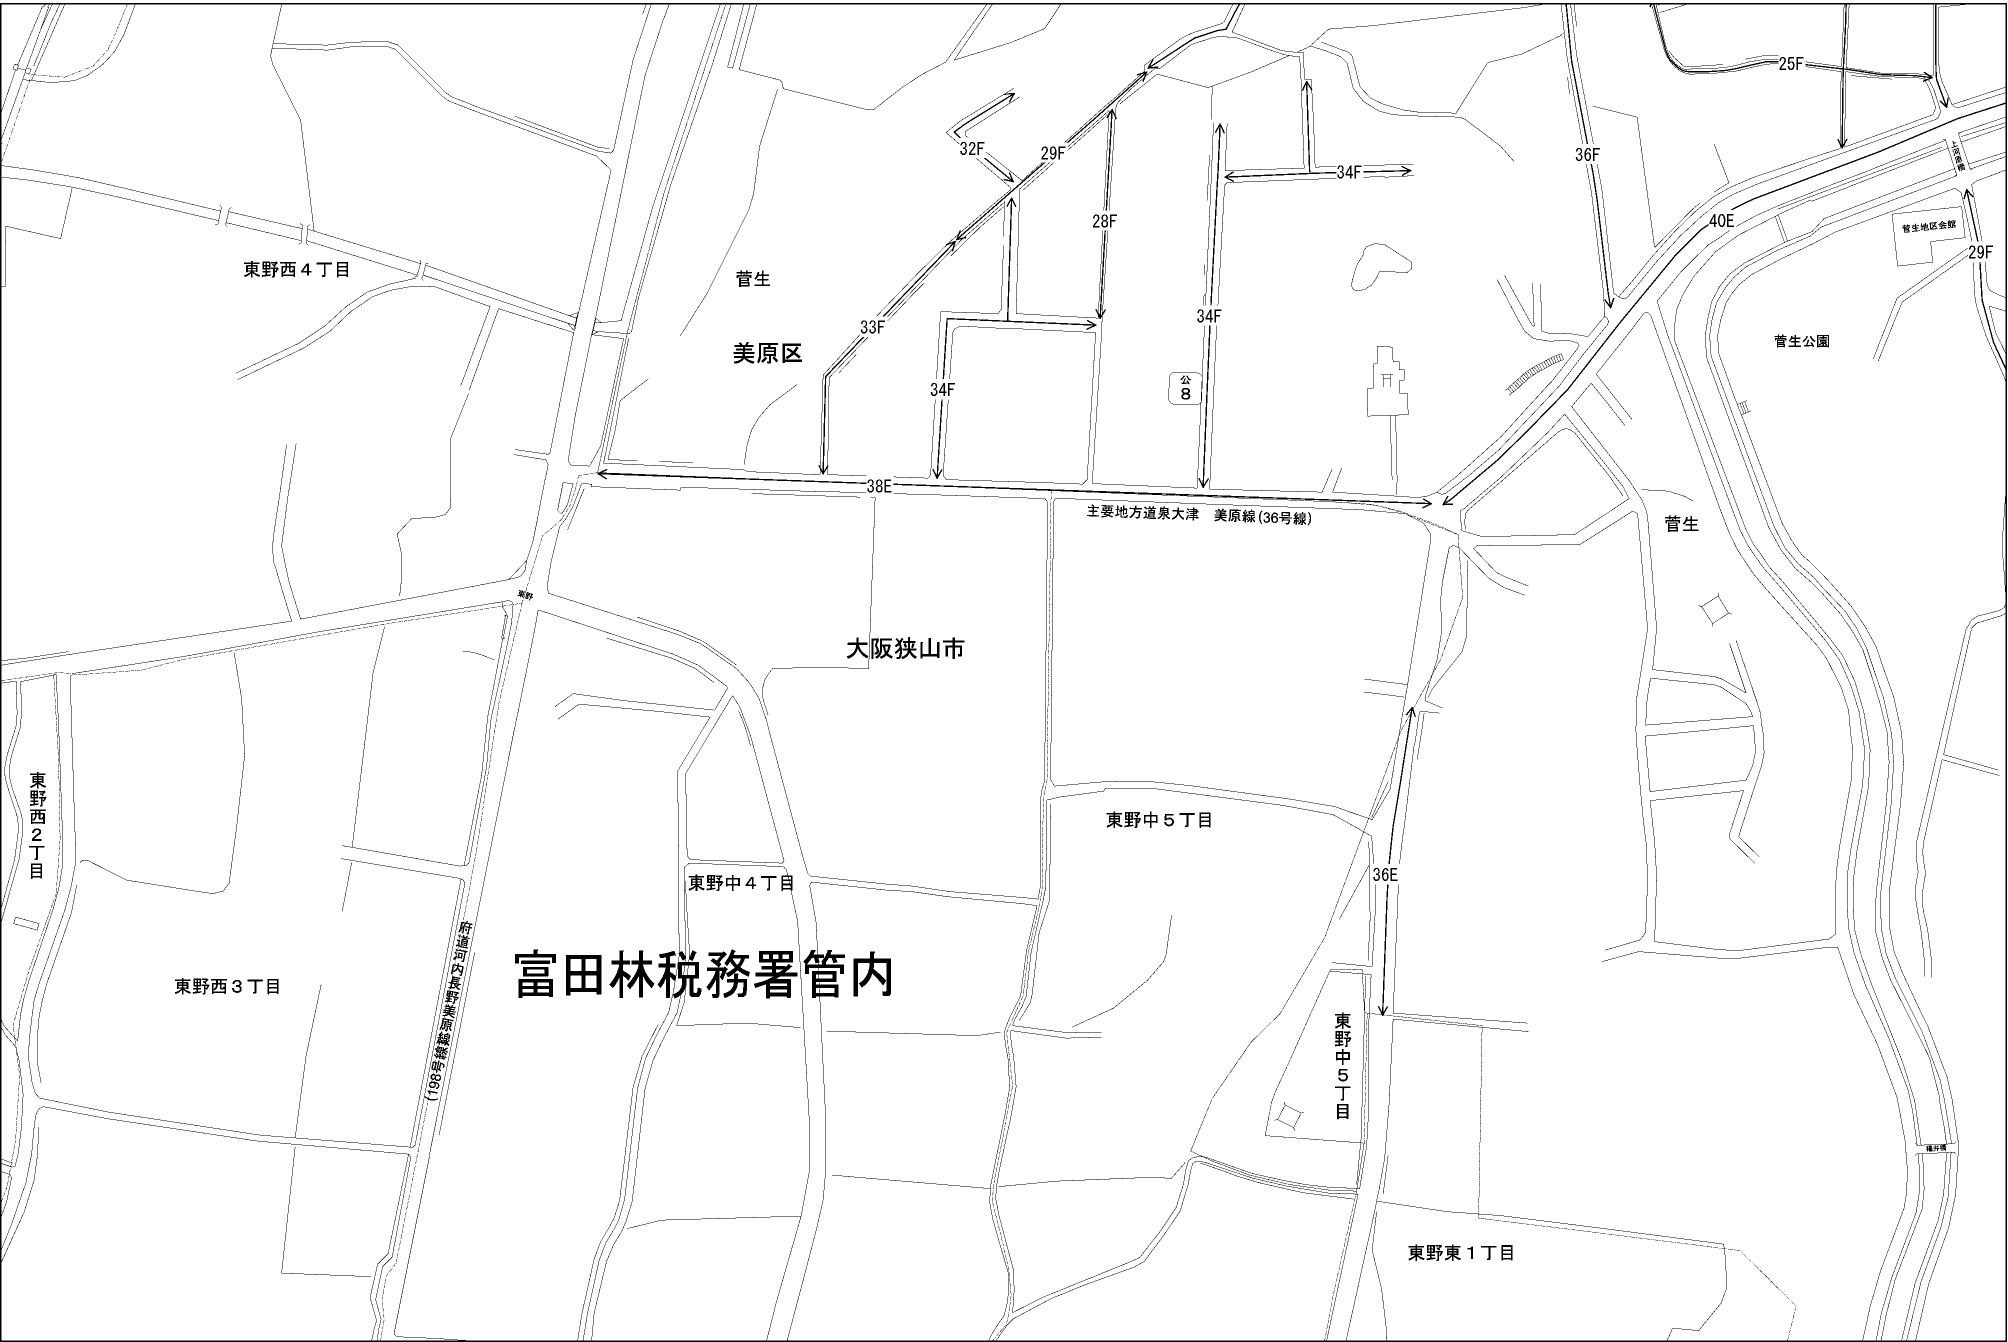 25F
32F
29F
36F
上河原橋
34F
28F
40E
菅生地区会館
29F
東野西４丁目
菅生
34F
33F
菅生公園
美原区
34F
公
8
38E
主要地方道泉大津　美原線(36号線)
菅生
東野
大阪狭山市
東野西２丁目
東野中５丁目
36E
東野中４丁目
富田林税務署管内
府道河内長野美原線
(198号線)
東野西３丁目
東野中５丁目
東野東１丁目